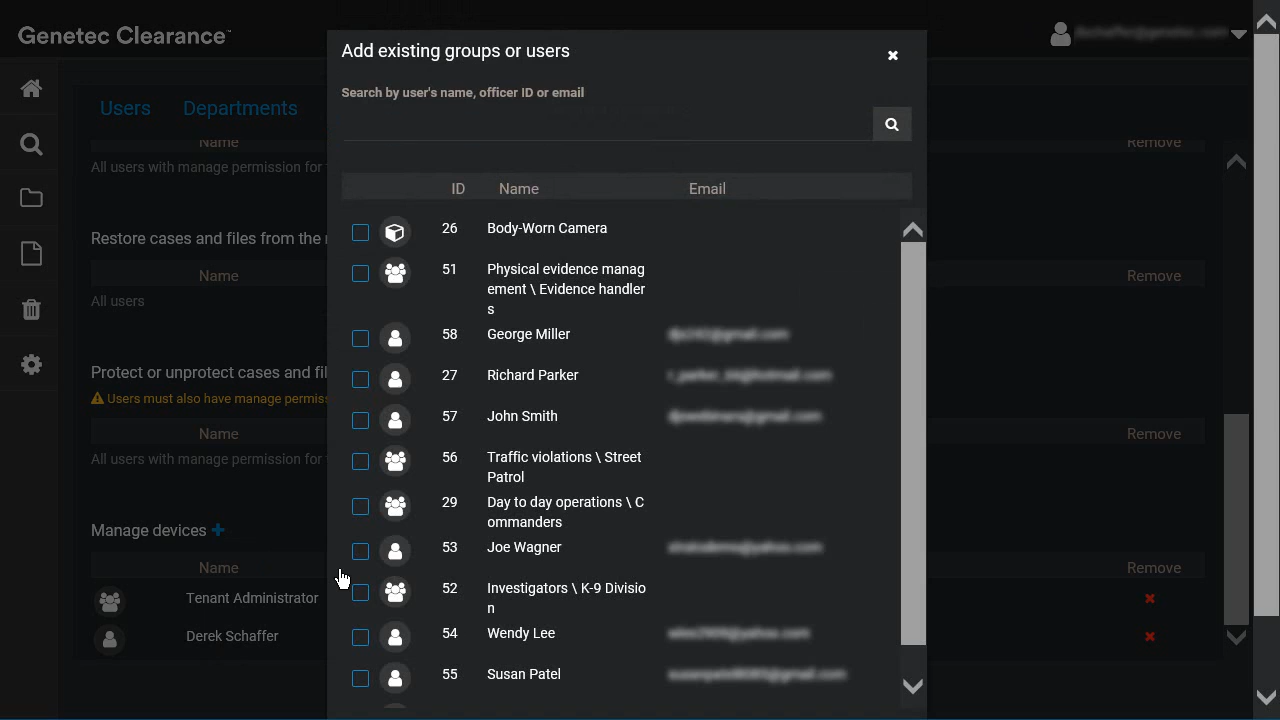 Genetec Clearance™
Add existing groups or users
Search by user's name, officer ID or email
Users
Departments
Name
Remove
All users with manage permission for
ID
Name
Email
26
Body-Worn Camera
Restore cases and files from the
Name
Remove
All users
51
Physical evidence manag
ement \ Evidence handler
s
58
George Miller
27
Richard Parker
Protect or unprotect cases and fil
Users must also have manage permis
57
John Smith
Name
Remove
All users with manage permission for
56
Traffic violations \ Street
Patrol
29
Day to day operations \ C
ommanders
Manage devices
53
Joe Wagner
Name
Remove
52
Investigators \ K-9 Divisio
n
Tenant Administrator
54
Wendy Lee
Derek Schaffer
55
Susan Patel